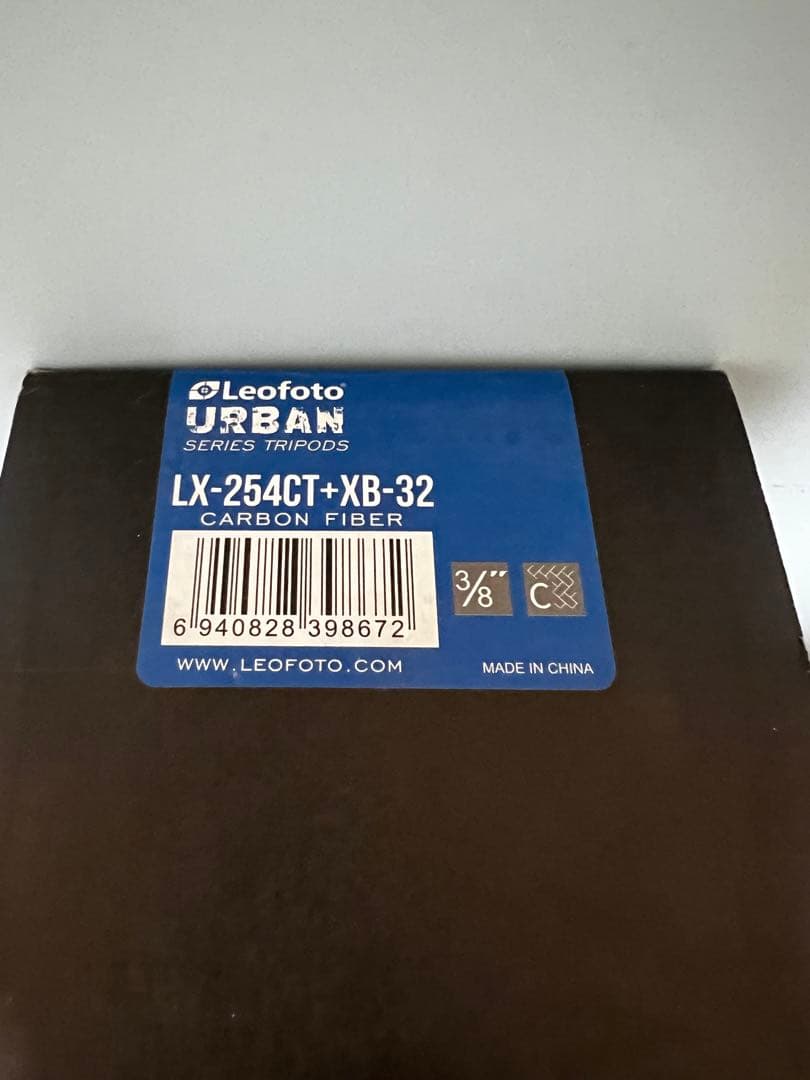 Leofoto®
URBAN
SERIES TRIPODS
LX-254CT+XB-32
CARBON FIBER
6 940828 398672
3/8"
C
WWW.LEOFOTO.COM
MADE IN CHINA